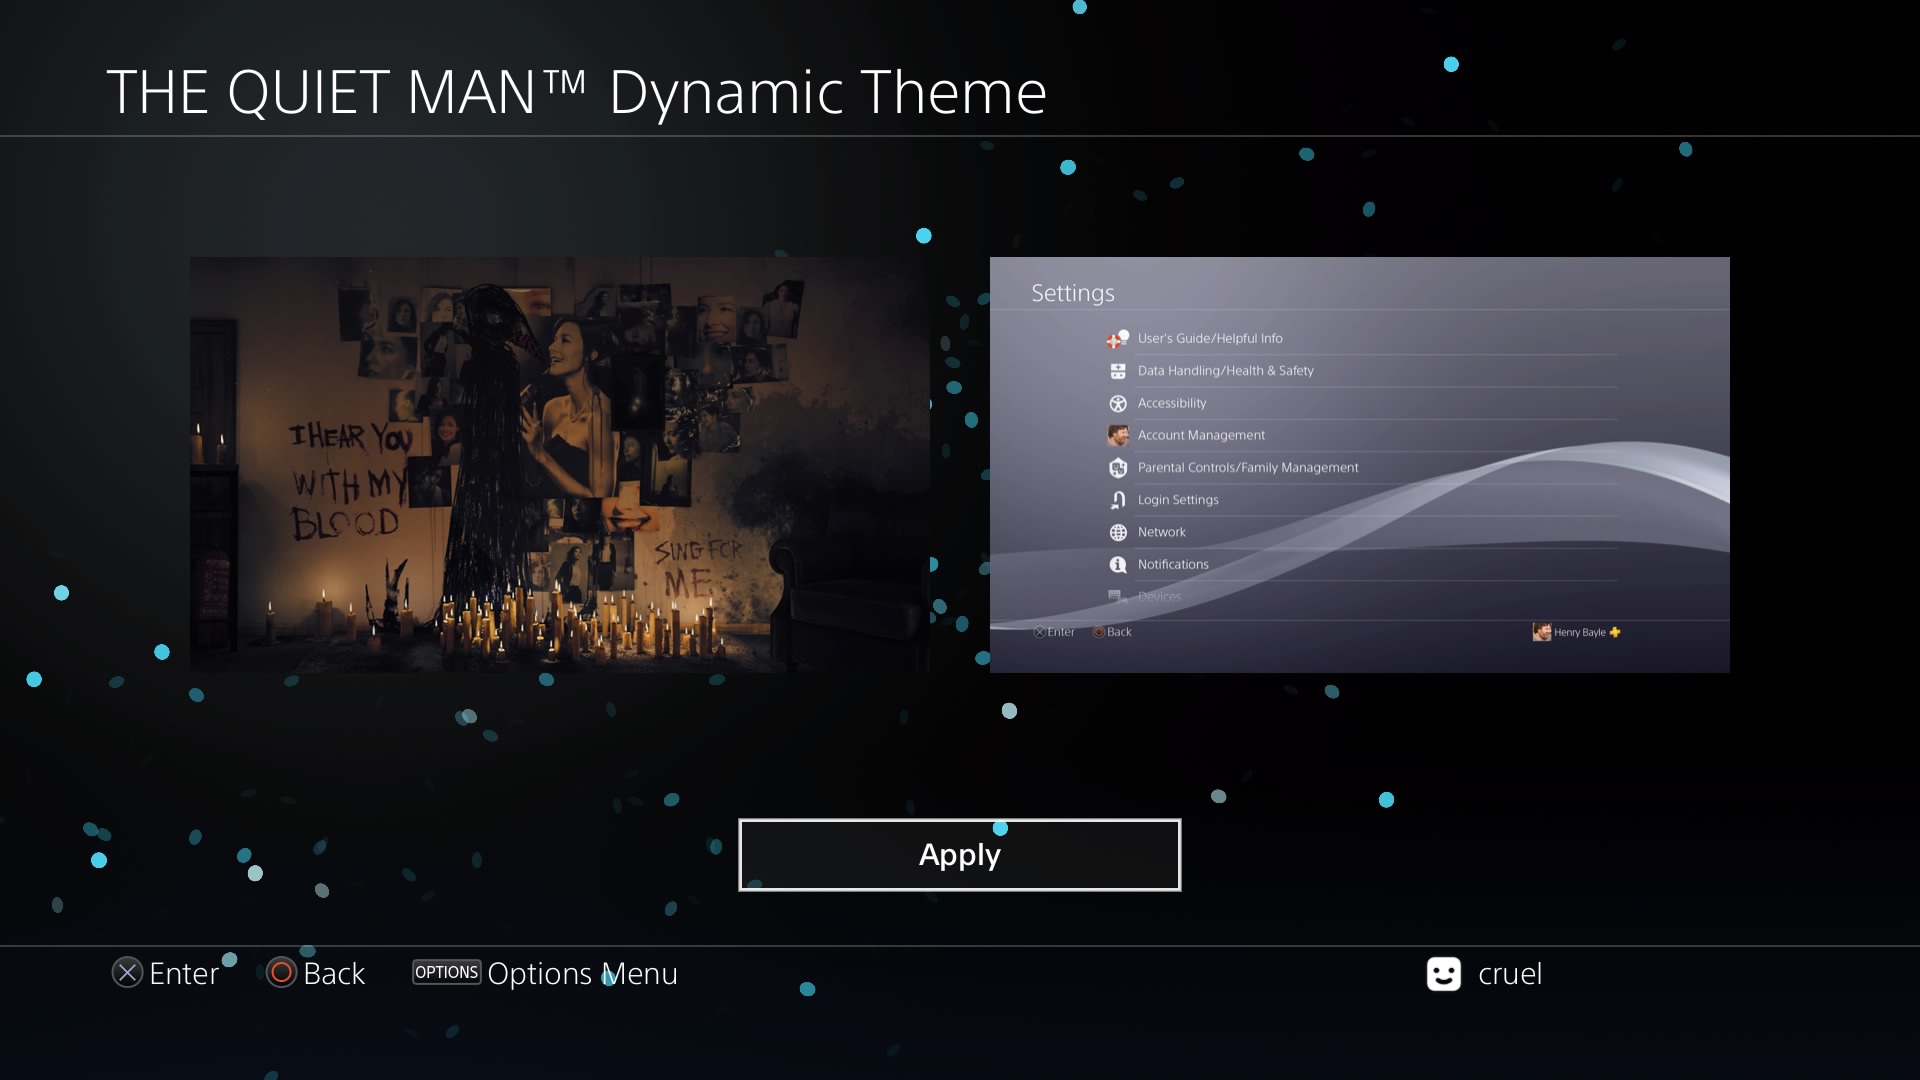 THE QUIET MAN™ Dynamic Theme
I HEAR YOU
WITH MY
BLOOD
SING FOR
ME
Settings
User's Guide/Helpful Info
Data Handling/Health & Safety
Accessibility
Account Management
Parental Controls/Family Management
Login Settings
Network
Notifications
Devices
Enter Back Henry Bayle
Apply
Enter Back OPTIONS Options Menu cruel